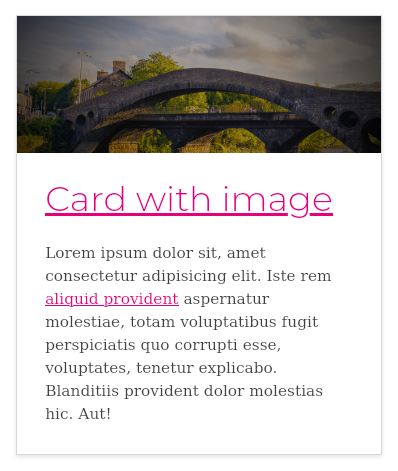 Card with image
Lorem ipsum dolor sit, amet
consectetur adipisicing elit. Iste rem
aliquid provident aspernatur
molestiae, totam voluptatibus fugit
perspiciatis quo corrupti esse,
voluptates, tenetur explicabo.
Blanditiis provident dolor molestias
hic. Aut!